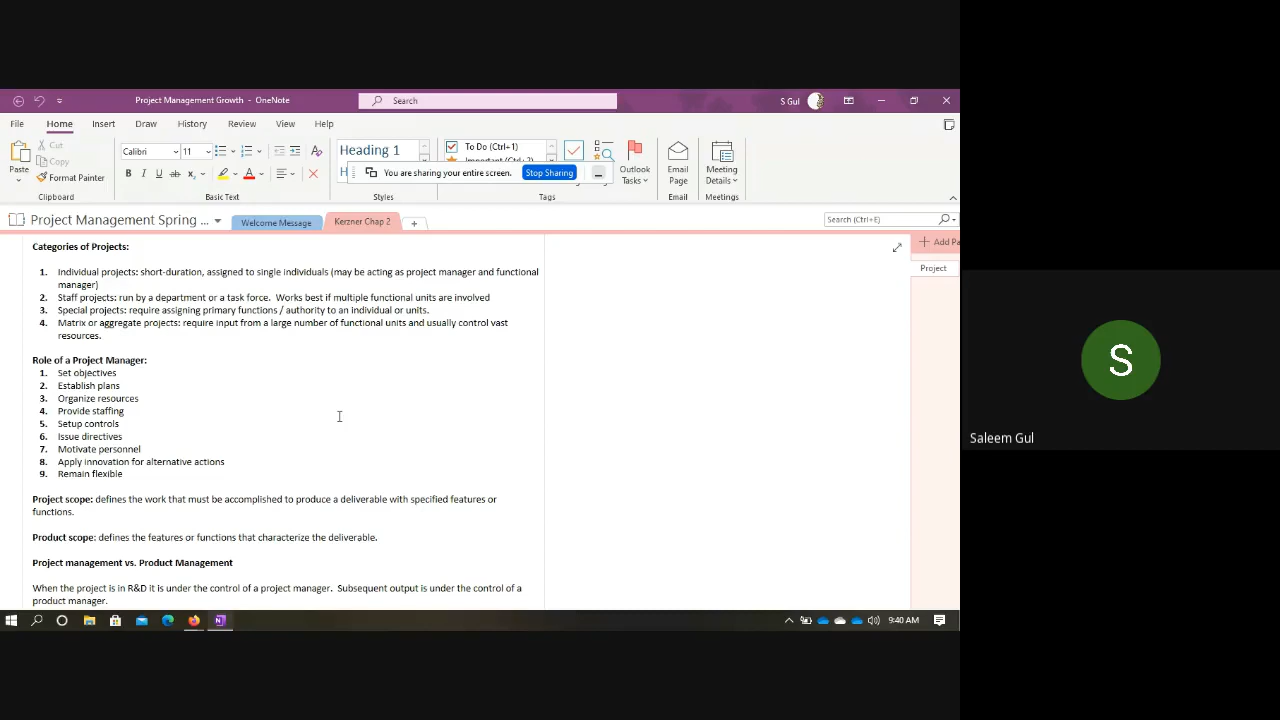 Project Management Growth - OneNote
Search
S Gul
File Home Insert Draw History Review View Help
Paste
Cut
Copy
Format Painter
Clipboard
Calibri 11
B I U ab x
A
Basic Text
Heading 1
H
Styles
To Do (Ctrl+1)
Important (Ctrl+2)
Tags
You are sharing your entire screen. Stop Sharing
Outlook Tasks
Email Page
Email
Meeting Details
Meetings
Project Management Spring ...
Welcome Message
Kerzner Chap 2
Search (Ctrl+E)
Add Pa
Project
Categories of Projects:
1. Individual projects: short-duration, assigned to single individuals (may be acting as project manager and functional
manager)
2. Staff projects: run by a department or a task force. Works best if multiple functional units are involved
3. Special projects: require assigning primary functions / authority to an individual or units.
4. Matrix or aggregate projects: require input from a large number of functional units and usually control vast
resources.
Role of a Project Manager:
1. Set objectives
2. Establish plans
3. Organize resources
4. Provide staffing
5. Setup controls
6. Issue directives
7. Motivate personnel
8. Apply innovation for alternative actions
9. Remain flexible
Project scope: defines the work that must be accomplished to produce a deliverable with specified features or
functions.
Product scope: defines the features or functions that characterize the deliverable.
Project management vs. Product Management
When the project is in R&D it is under the control of a project manager. Subsequent output is under the control of a
product manager.
9:40 AM
S
Saleem Gul